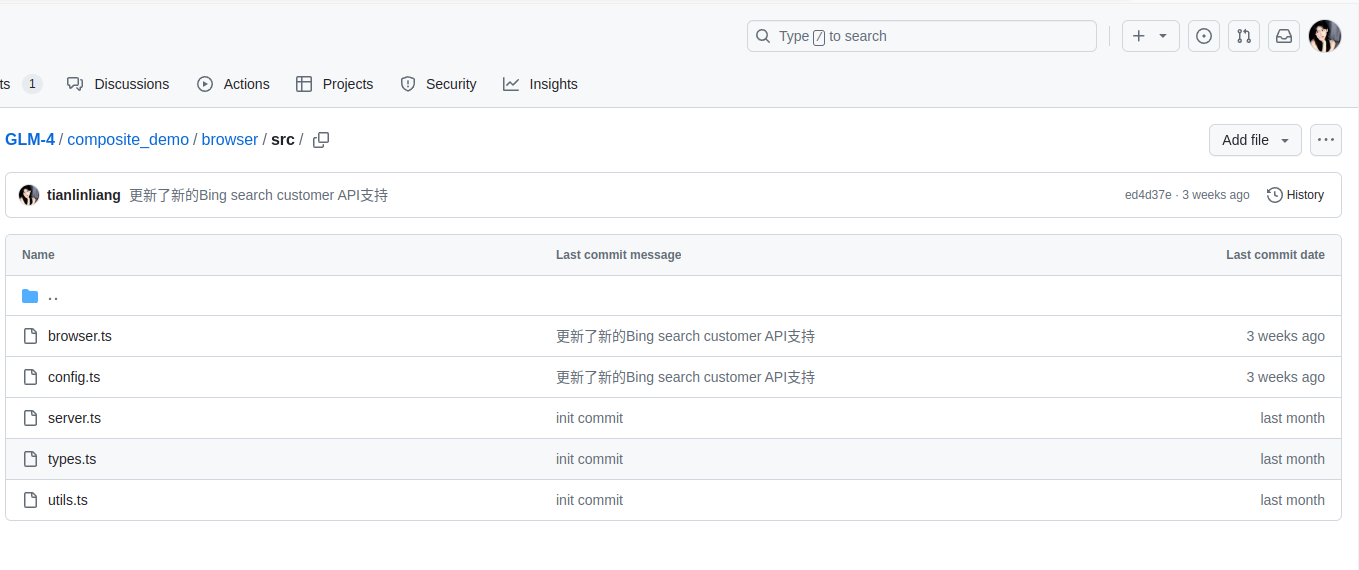 Type / to search
ts 1 Discussions Actions Projects Security Insights
GLM-4 / composite_demo / browser / src /
Add file
tianlinliang 更新了新的Bing search customer API支持 ed4d37e · 3 weeks ago History
Name Last commit message Last commit date
..
browser.ts 更新了新的Bing search customer API支持 3 weeks ago
config.ts 更新了新的Bing search customer API支持 3 weeks ago
server.ts init commit last month
types.ts init commit last month
utils.ts init commit last month